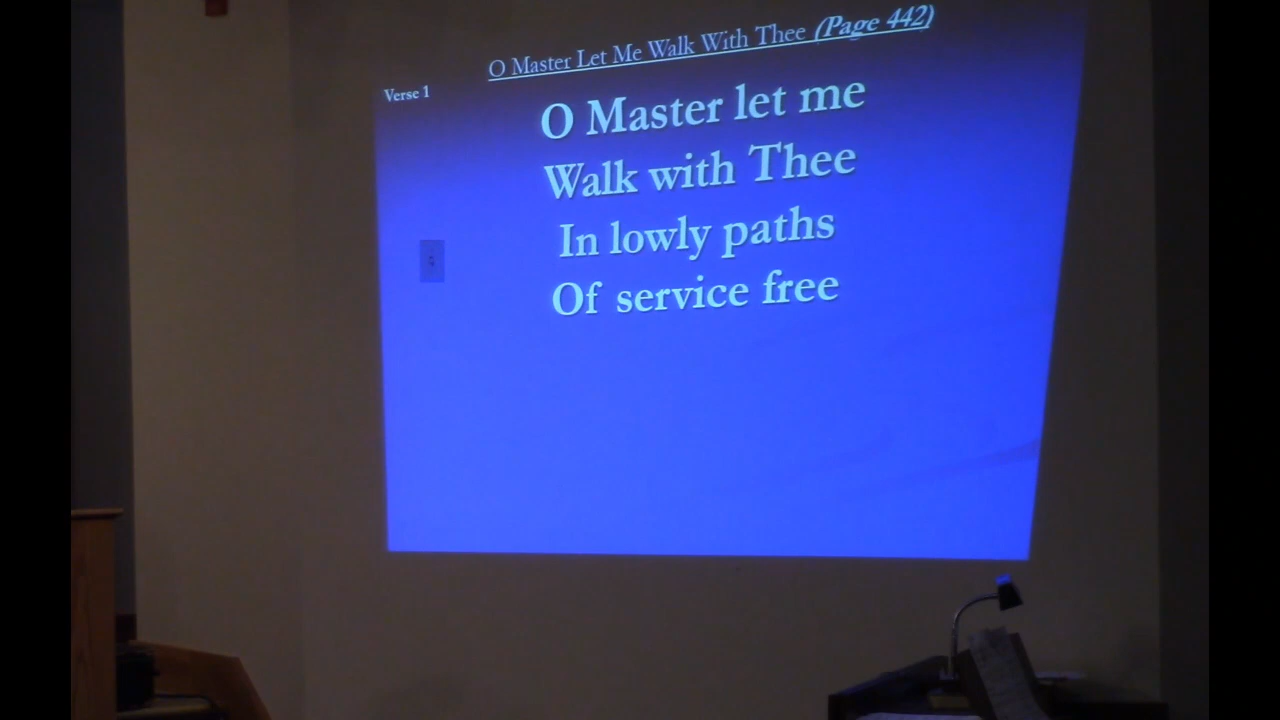 O Master Let Me Walk With Thee (Page 442)
Verse 1
O Master let me
Walk with Thee
In lowly paths
Of service free